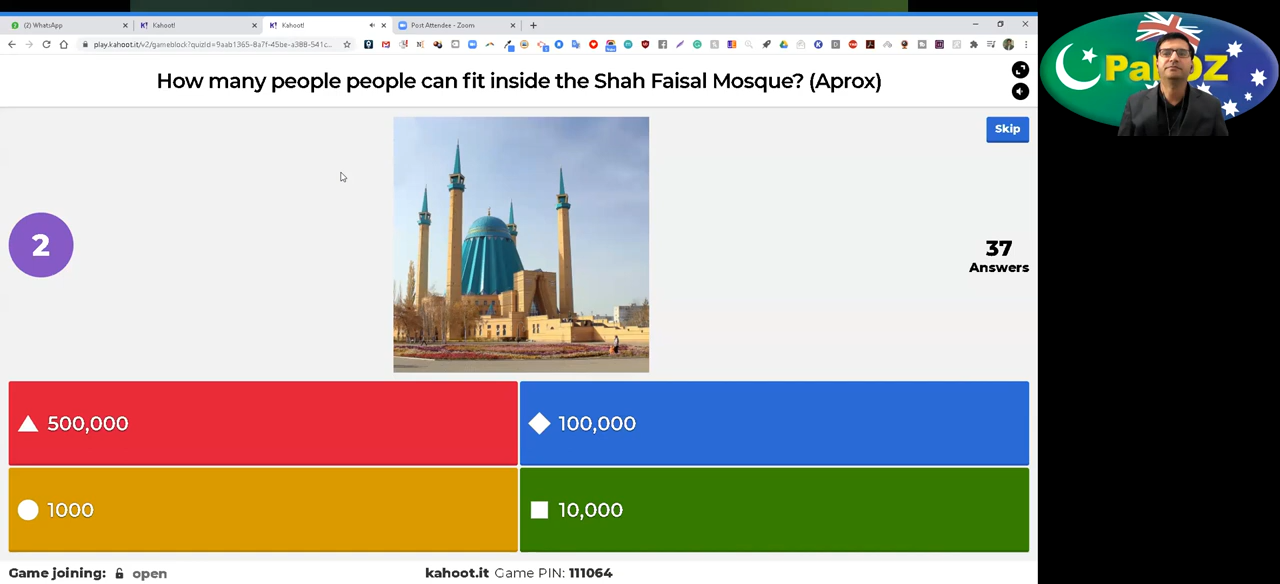 (2) WhatsApp
Kahoot!
Kahoot!
Post Attendee - Zoom
play.kahoot.it/v2/gameblock?quizId=9aab1365-8a7f-45be-a388-541c...
How many people people can fit inside the Shah Faisal Mosque? (Aprox)
Skip
2
37
Answers
500,000
100,000
1000
10,000
Game joining: open
kahoot.it Game PIN: 111064